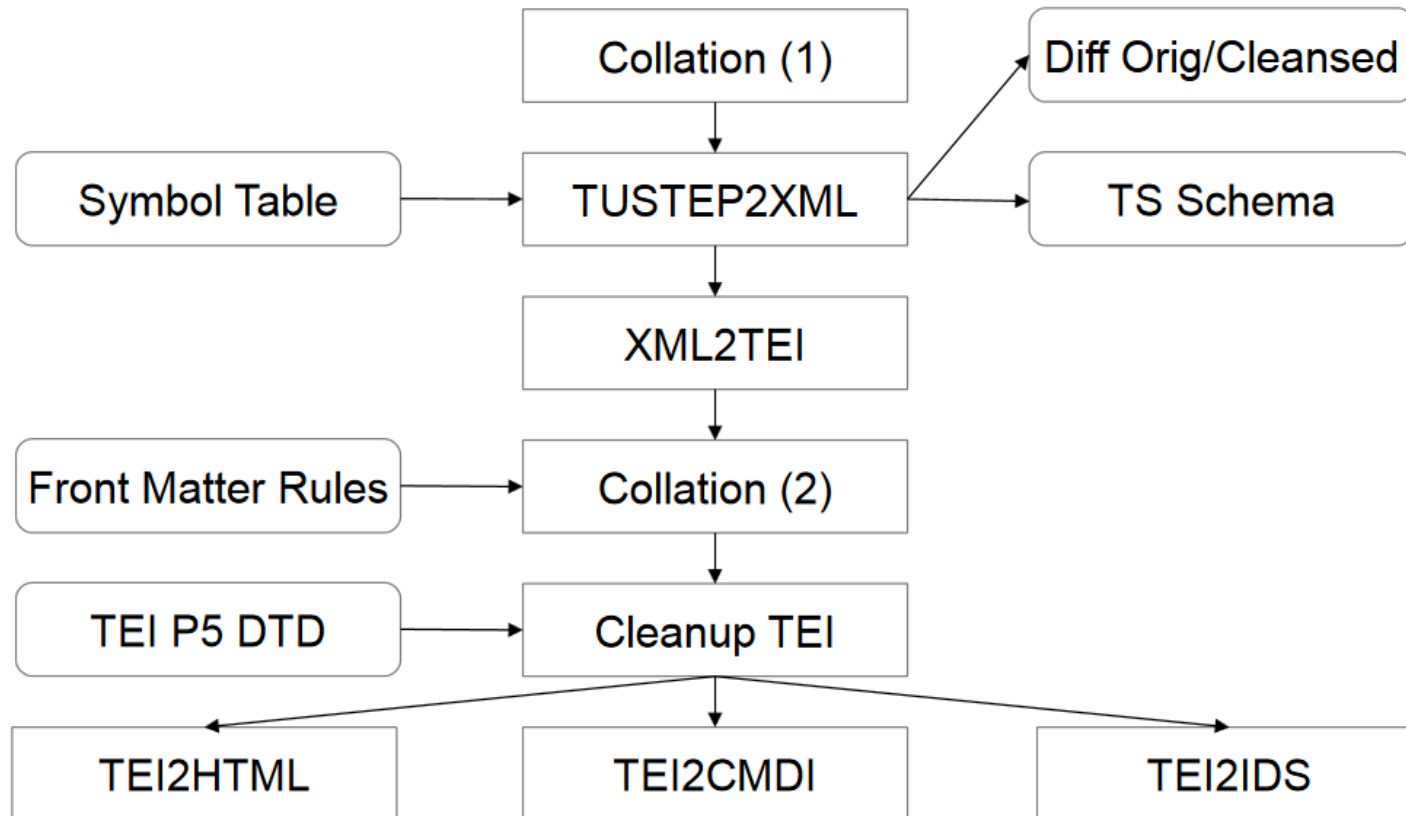 Collation (1)
Diff Orig/Cleansed
Symbol Table
TUSTEP2XML
TS Schema
XML2TEI
Front Matter Rules
Collation (2)
TEI P5 DTD
Cleanup TEI
TEI2HTML
TEI2CMDI
TEI2IDS